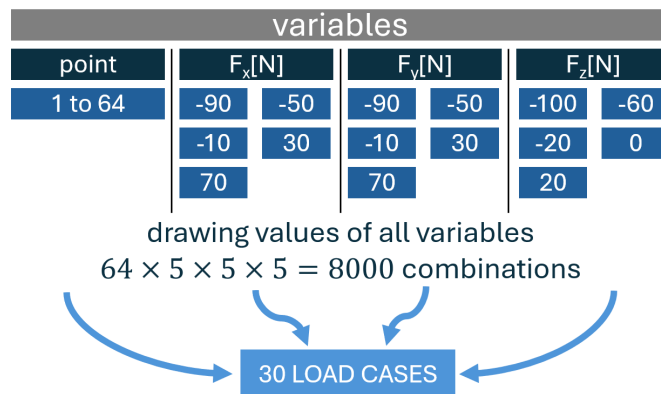 variables
point Fx[N] Fy[N] Fz[N]
1 to 64 -90 -50 -90 -50 -100 -60
-10 30 -10 30 -20 0
70 70 20
drawing values of all variables
64 × 5 × 5 × 5 = 8000 combinations
30 LOAD CASES